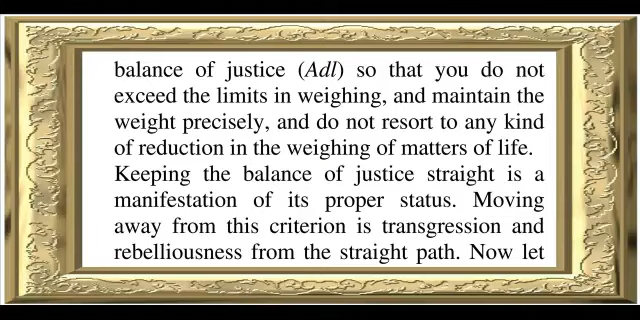 balance of justice (Adl) so that you do not
exceed the limits in weighing, and maintain the
weight precisely, and do not resort to any kind
of reduction in the weighing of matters of life.
Keeping the balance of justice straight is a
manifestation of its proper status. Moving
away from this criterion is transgression and
rebelliousness from the straight path. Now let